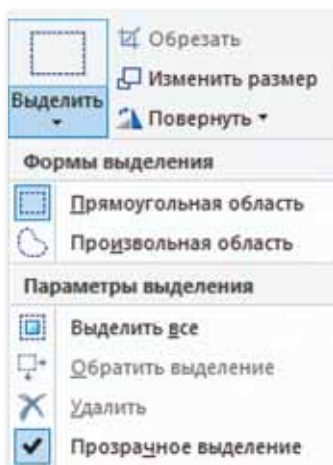 Обрезать
Изменить размер
Выделить
Повернуть
Формы выделения
Прямоугольная область
Произвольная область
Параметры выделения
Выделить все
Обратить выделение
Удалить
Прозрачное выделение